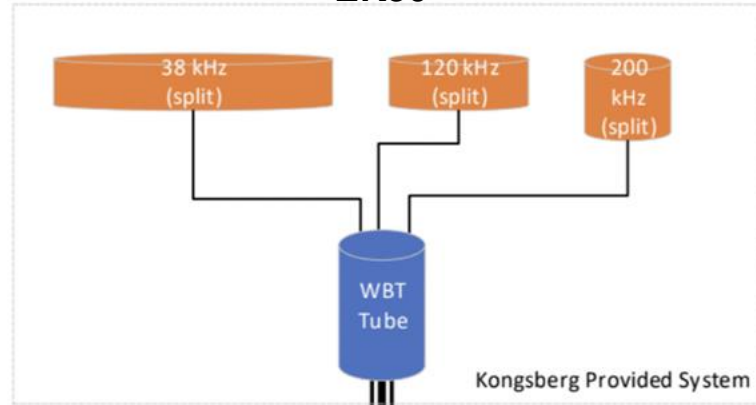 38 kHz
(split)
120 kHz
(split)
200
kHz
(split)
WBT
Tube
Kongsberg Provided System